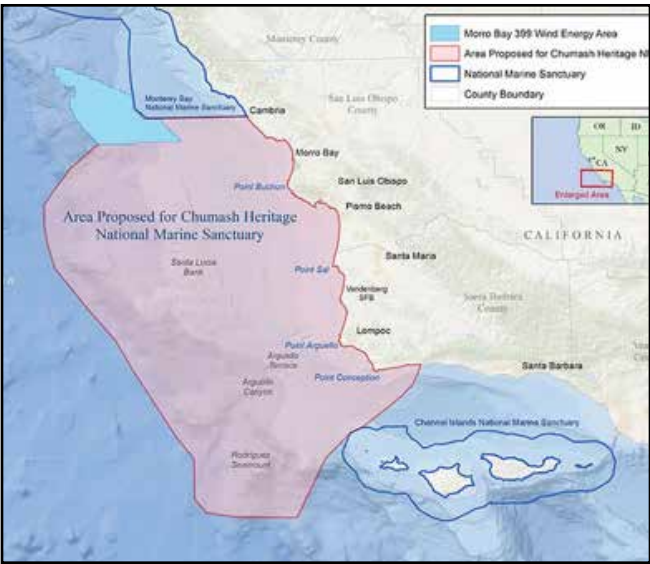 Morro Bay 399 Wind Energy Area
Area Proposed for Chumash Heritage
National Marine Sanctuary
County Boundary
Monterey County
Monterey Bay
National Marine Sanctuary
Cambria
San Luis Obispo
County
OR
ID
NV
CA
Enlarged Area
Morro Bay
Point Buchon
San Luis Obispo
Pismo Beach
Area Proposed for Chumash Heritage
National Marine Sanctuary
CALIFORNIA
Santa Lucia
Bank
Santa Maria
Point Sal
Vandenberg
SFB
Santa Barbara
County
Lompoc
Point Arguello
Arguello
Terrace
Point Conception
Santa Barbara
Arguello
Canyon
Channel Islands National Marine Sanctuary
Rodriguez
Seamount